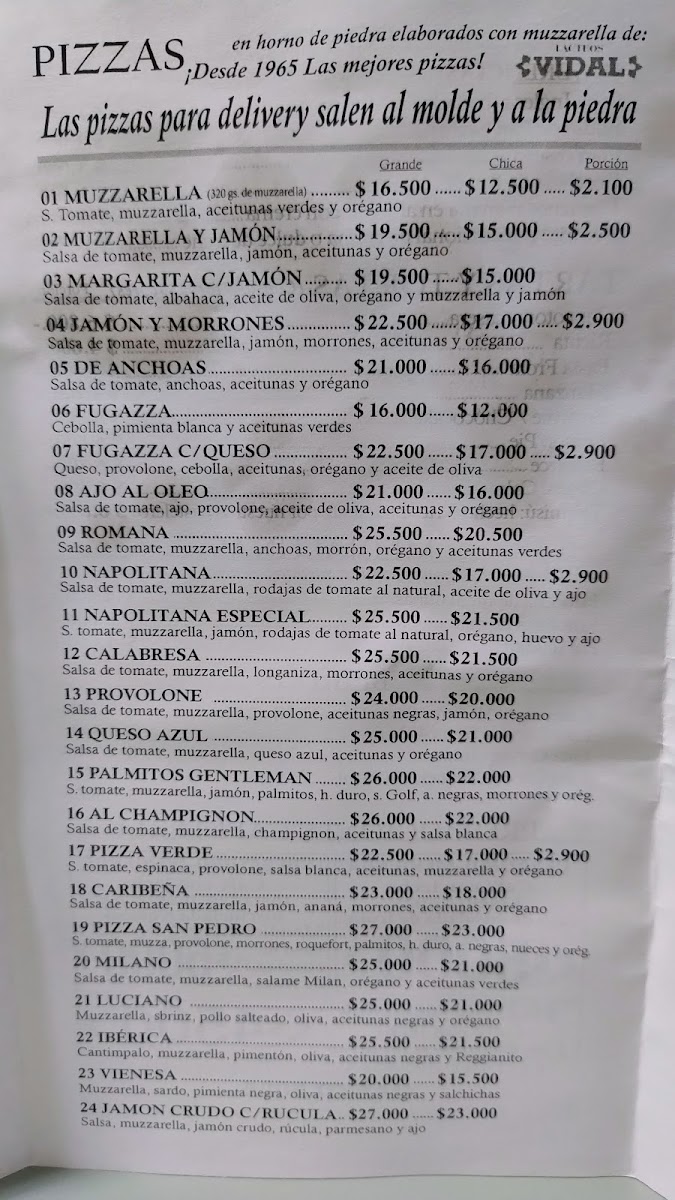 PIZZAS en horno de piedra elaborados con muzzarella de:
¡Desde 1965 Las mejores pizzas! LACTEOS VIDAL
Las pizzas para delivery salen al molde y a la piedra
Grande Chica Porción
01 MUZZARELLA (320 gs. de muzzarella) ......... $ 16.500 ...... $ 12.500 ..... $2.100
S. Tomate, muzzarella, aceitunas verdes y orégano
02 MUZZARELLA Y JAMÓN................ $ 19.500 ...... $ 15.000 ..... $2.500
Salsa de tomate, muzzarella, jamón, aceitunas y orégano
03 MARGARITA C/JAMÓN.......... $ 19.500 ......$15.000
Salsa de tomate, albahaca, aceite de oliva, orégano y muzzarella y jamón
04 JAMÓN Y MORRONES .............. $ 22.500 ......$17.000 ..... $2.900
Salsa de tomate, muzzarella, jamón, morrones, aceitunas y orégano
05 DE ANCHOAS............................... $ 21.000 ...... $ 16.000
Salsa de tomate, anchoas, aceitunas y orégano
06 FUGAZZA....................................... $ 16.000...... $ 12.000
Cebolla, pimienta blanca y aceitunas verdes
07 FUGAZZA C/QUESO ................ $ 22.500 ...... $ 17.000 ..... $2.900
Queso, provolone, cebolla, aceitunas, orégano y aceite de oliva
08 AJO AL OLEO............................... $ 21.000 ...... $ 16.000
Salsa de tomate, ajo, provolone, aceite de oliva, aceitunas y orégano
09 ROMANA ....................................... $ 25.500 ...... $ 20.500
Salsa de tomate, muzzarella, anchoas, morrón, orégano y aceitunas verdes
10 NAPOLITANA.............................. $ 22.500 ...... $ 17.000 ..... $2.900
Salsa de tomate, muzzarella, rodajas de tomate al natural, aceite de oliva y ajo
11 NAPOLITANA ESPECIAL........ $ 25.500 ...... $21.500
S. tomate, muzzarella, jamón, rodajas de tomate al natural, orégano, huevo y ajo
12 CALABRESA ................................ $ 25.500 ...... $21.500
Salsa de tomate, muzzarella, longaniza, morrones, aceitunas y orégano
13 PROVOLONE .............................. $ 24.000 ...... $20.000
Salsa de tomate, muzzarella, provolone, aceitunas negras, jamón, orégano
14 QUESO AZUL .............................. $ 25.000 ...... $21.000
Salsa de tomate, muzzarella, queso azul, aceitunas y orégano
15 PALMITOS GENTLEMAN ....... $ 26.000 ...... $22.000
S. tomate, muzzarella, jamón, palmitos, h. duro, s. Golf, a. negras, morrones y orég.
16 AL CHAMPIGNON..................... $26.000 ...... $ 22.000
Salsa de tomate, muzzarella, champignon, aceitunas y salsa blanca
17 PIZZA VERDE .............................. $22.500 ...... $ 17.000 .... $2.900
S. tomate, espinaca, provolone, salsa blanca, aceitunas, muzzarella y orégano
18 CARIBEÑA ................................... $23.000 ...... $ 18.000
Salsa de tomate, muzzarella, jamón, ananá, morrones, aceitunas y orégano
19 PIZZA SAN PEDRO .................... $27.000 ...... $ 23.000
S. tomate, muzza, provolone, morrones, roquefort, palmitos, h. duro, a. negras, nueces y orég.
20 MILANO ....................................... $25.000 ...... $21.000
Salsa de tomate, muzzarella, salame Milan, orégano y aceitunas verdes
21 LUCIANO ..................................... $25.000 ...... $21.000
Muzzarella, sbrinz, pollo salteado, oliva, aceitunas negras y orégano
22 IBÉRICA ........................................ $25.500 ...... $21.500
Cantimpalo, muzzarella, pimentón, oliva, aceitunas negras y Reggianito
23 VIENESA ....................................... $20.000 ...... $ 15.500
Muzzarella, sardo, pimienta negra, oliva, aceitunas negras y salchichas
24 JAMON CRUDO C/RUCULA.. $27.000 ...... $23.000
Salsa, muzzarella, jamón crudo, rúcula, parmesano y ajo